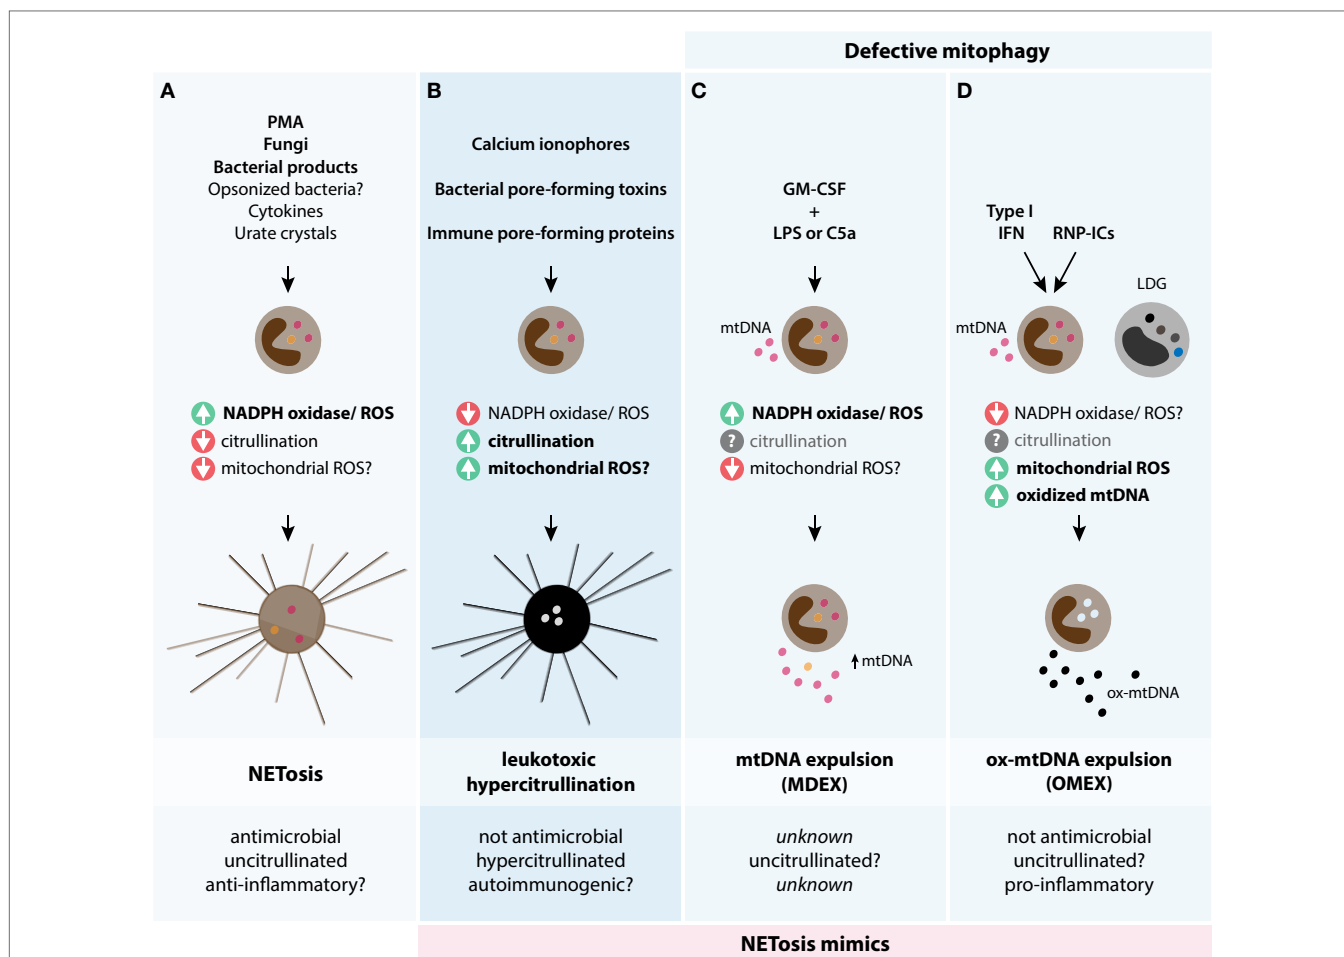 Defective mitophagy
A
PMA
Fungi
Bacterial products
Opsonized bacteria?
Cytokines
Urate crystals
NADPH oxidase/ ROS
citrullination
mitochondrial ROS?
NETosis
antimicrobial
uncitrullinated
anti-inflammatory?
B
Calcium ionophores
Bacterial pore-forming toxins
Immune pore-forming proteins
NADPH oxidase/ ROS
citrullination
mitochondrial ROS?
leukotoxic
hypercitrullination
not antimicrobial
hypercitrullinated
autoimmunogenic?
C
GM-CSF
+
LPS or C5a
mtDNA
NADPH oxidase/ ROS
? citrullination
mitochondrial ROS?
mtDNA
mtDNA expulsion
(MDEX)
unknown
uncitrullinated?
unknown
D
Type I
IFN
RNP-ICs
LDG
mtDNA
NADPH oxidase/ ROS?
? citrullination
mitochondrial ROS
oxidized mtDNA
ox-mtDNA
ox-mtDNA expulsion
(OMEX)
not antimicrobial
uncitrullinated?
pro-inflammatory
NETosis mimics